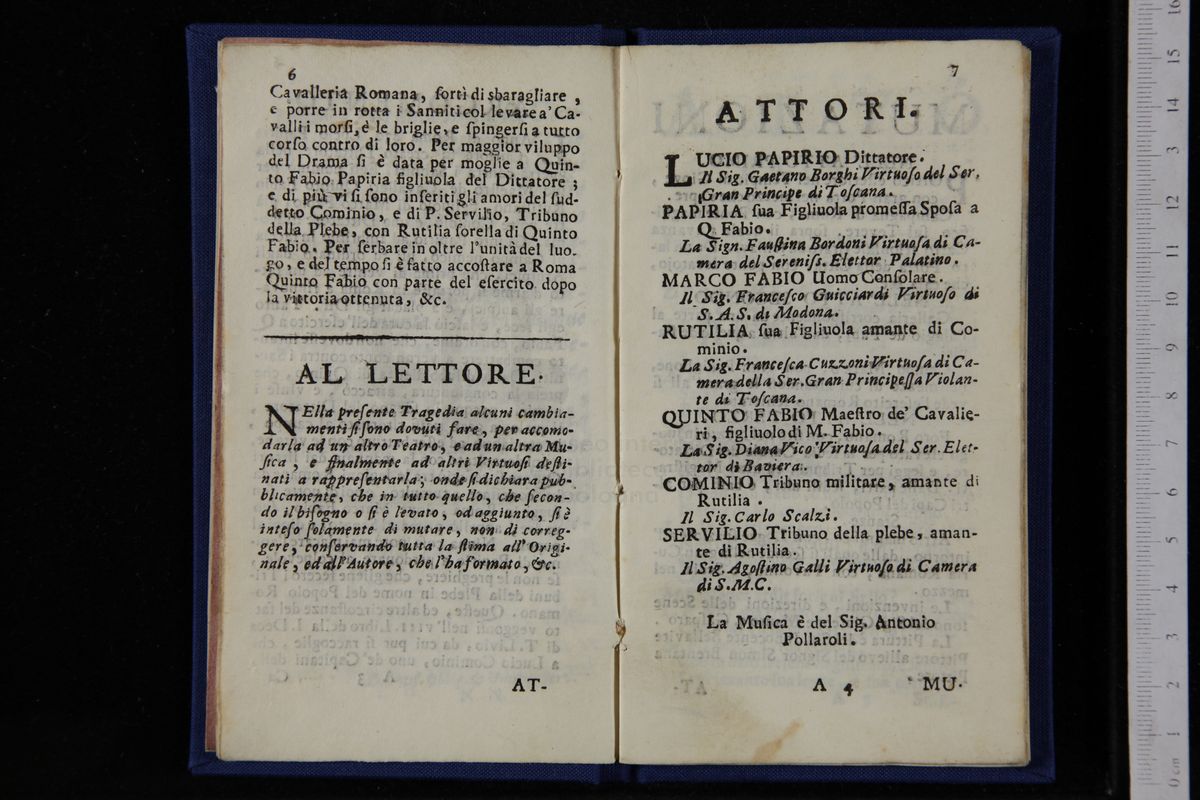 6
Cavalleria Romana, sortì di sbaragliare,
e porre in rotta i Sanniti col levare a' Ca-
valli i morsi, è le briglie, e spingersi a tutto
corso contro di loro. Per maggior viluppo
del Drama si è data per moglie a Quin-
to Fabio Papiria figliuola del Dittatore;
e di più vi si sono inseriti gli amori del sud-
detto Cominio, e di P. Servilio, Tribuno
della Plebe, con Rutilia sorella di Quinto
Fabio. Per serbare in oltre l'unità del luo-
go, e del tempo si è fatto accostare a Roma
Quinto Fabio con parte del esercito dopo
la vittoria ottenuta, &c.
AL LETTORE.
NElla presente Tragedia alcuni cambia-
menti si sono dovuti fare, per accomo-
darla ad un altro Teatro, e ad un altra Mu-
sica, e finalmente ad altri Virtuosi desti-
nati a rappresentarla; onde si dichiara pub-
blicamente, che in tutto quello, che secon-
do il bisogno o si è levato, od aggiunto, si è
inteso solamente di mutare, non di correg-
gere, conservando tutta la stima all'Origi-
nale, ed all'Autore, che l'ha formato, &c.
AT-
7
ATTORI.
LUCIO PAPIRIO Dittatore.
Il Sig. Gaetano Borghi Virtuoso del Ser.
Gran Principe di Toscana.
PAPIRIA sua Figliuola promessa Sposa a
Q. Fabio.
La Sign. Faustina Bordoni Virtuosa di Ca-
mera del Sereniss. Elettor Palatino.
MARCO FABIO Uomo Consolare.
Il Sig. Francesco Guicciardi Virtuoso di
S. A. S. di Modona.
RUTILIA sua Figliuola amante di Co-
minio.
La Sig. Francesca Cuzzoni Virtuosa di Ca-
mera della Ser. Gran Principessa Violan-
te di Toscana.
QUINTO FABIO Maestro de' Cavalie-
ri, figliuolo di M. Fabio.
La Sig. Diana Vico Virtuosa del Ser. Elet-
tor di Baviera.
COMINIO Tribuno militare, amante di
Rutilia.
Il Sig. Carlo Scalzi.
SERVILIO Tribuno della plebe, aman-
te di Rutilia.
Il Sig. Agostino Galli Virtuoso di Camera
di S. M. C.
La Musica è del Sig. Antonio
Pollaroli.
A 4 MU-